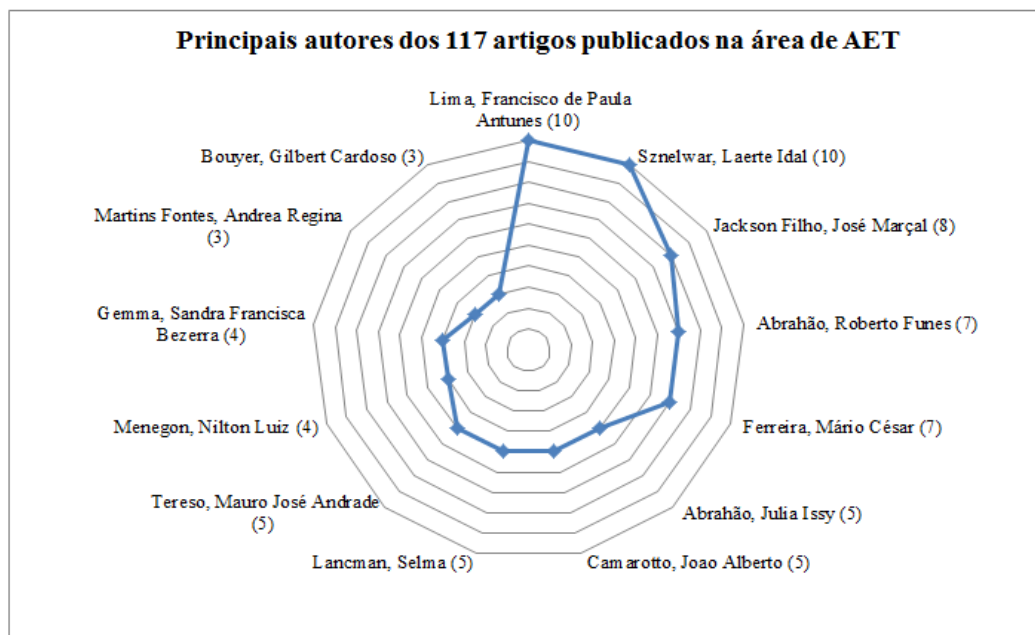 Principais autores dos 117 artigos publicados na área de AET
Lima, Francisco de Paula
Antunes (10)
Sznelwar, Laerte Idal (10)
Jackson Filho, José Marçal (8)
Abrahão, Roberto Funes (7)
Ferreira, Mário César (7)
Abrahão, Julia Issy (5)
Camarotto, Joao Alberto (5)
Lancman, Selma (5)
Tereso, Mauro José Andrade
(5)
Menegon, Nilton Luiz (4)
Gemma, Sandra Francisca
Bezerra (4)
Martins Fontes, Andrea Regina
(3)
Bouyer, Gilbert Cardoso (3)